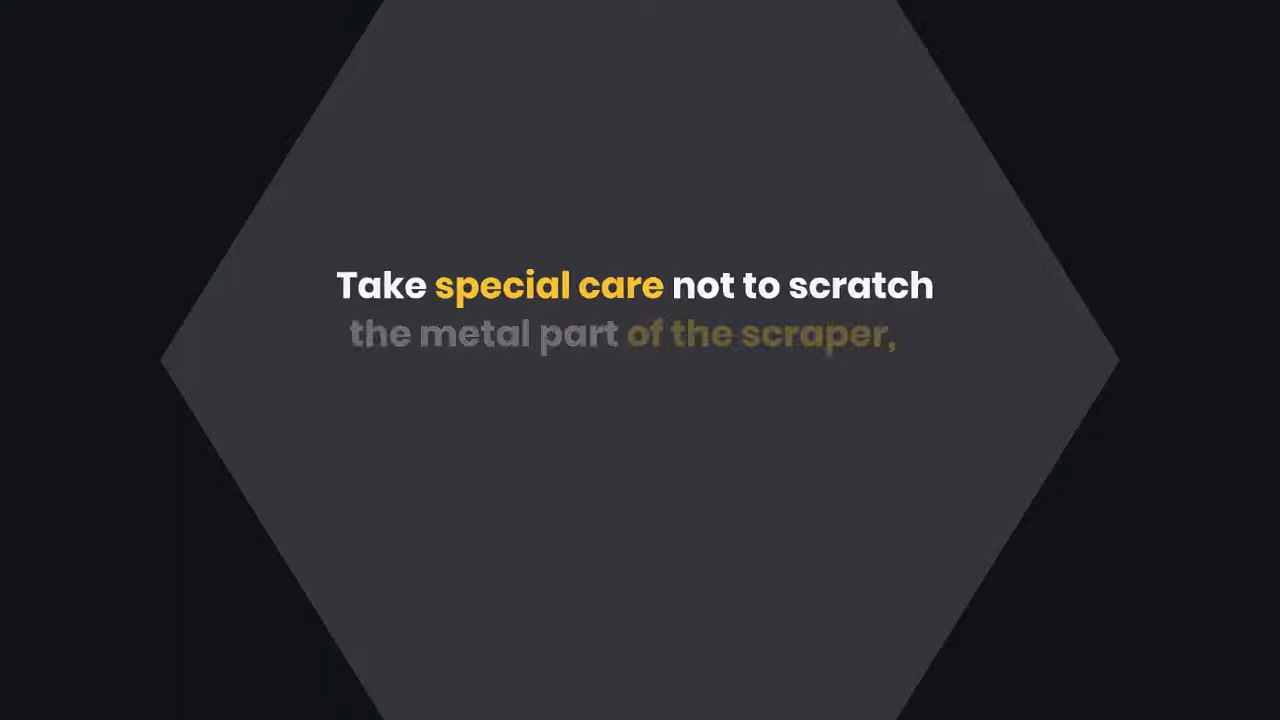 Take special care not to scratch
the metal part of the scraper,